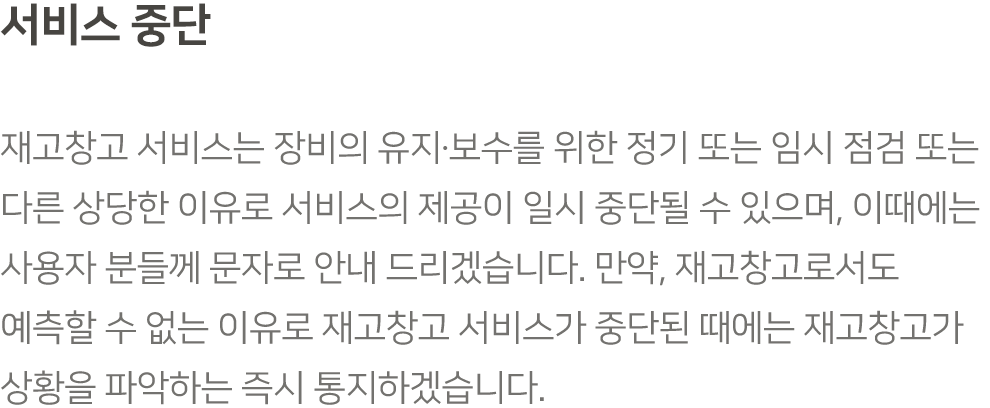 서비스 중단
재고창고 서비스는 장비의 유지·보수를 위한 정기 또는 임시 점검 또는
다른 상당한 이유로 서비스의 제공이 일시 중단될 수 있으며, 이때에는
사용자 분들께 문자로 안내 드리겠습니다. 만약, 재고창고로서도
예측할 수 없는 이유로 재고창고 서비스가 중단된 때에는 재고창고가
상황을 파악하는 즉시 통지하겠습니다.